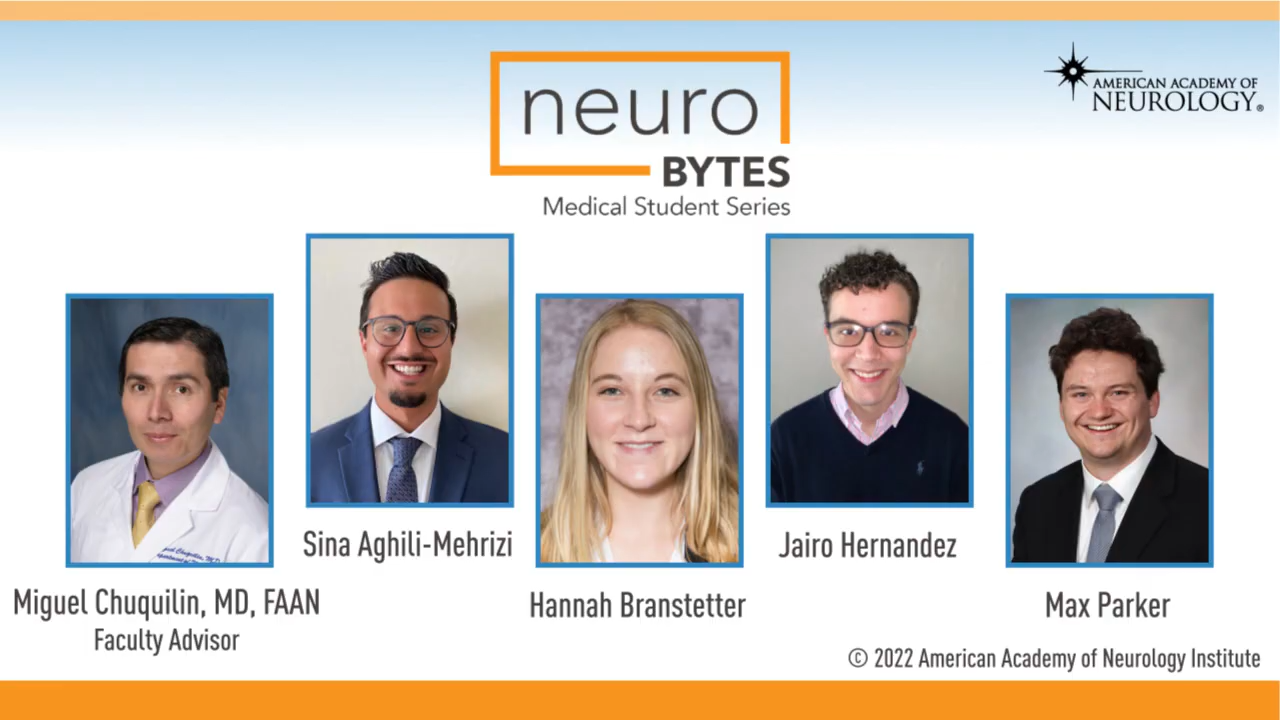 neuro
BYTES
Medical Student Series
AMERICAN ACADEMY OF
NEUROLOGY®
Miguel Chuquilin, MD, FAAN
Faculty Advisor
Sina Aghili-Mehrizi
Hannah Branstetter
Jairo Hernandez
Max Parker
© 2022 American Academy of Neurology Institute